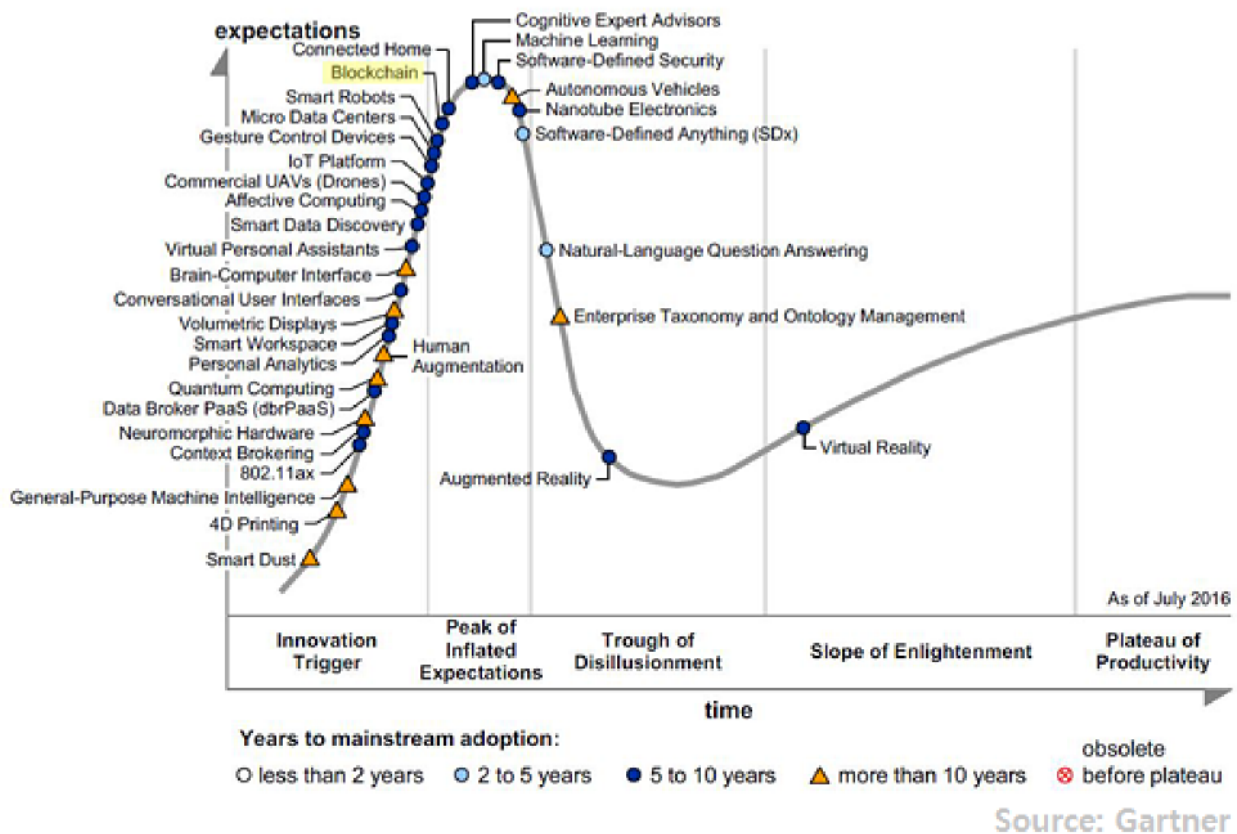 expectations
Connected Home
Blockchain
Smart Robots
Micro Data Centers
Gesture Control Devices
IoT Platform
Commercial UAVs (Drones)
Affective Computing
Smart Data Discovery
Virtual Personal Assistants
Brain-Computer Interface
Conversational User Interfaces
Volumetric Displays
Smart Workspace
Personal Analytics
Quantum Computing
Data Broker PaaS (dbrPaaS)
Neuromorphic Hardware
Context Brokering
802.11ax
General-Purpose Machine Intelligence
4D Printing
Smart Dust
Human
Augmentation
Cognitive Expert Advisors
Machine Learning
Software-Defined Security
Autonomous Vehicles
Nanotube Electronics
Software-Defined Anything (SDx)
Natural-Language Question Answering
Enterprise Taxonomy and Ontology Management
Augmented Reality
Virtual Reality
As of July 2016
Innovation
Trigger
Peak of
Inflated
Expectations
Trough of
Disillusionment
Slope of Enlightenment
Plateau of
Productivity
time
Years to mainstream adoption:
less than 2 years
2 to 5 years
5 to 10 years
more than 10 years
obsolete
before plateau
Source: Gartner